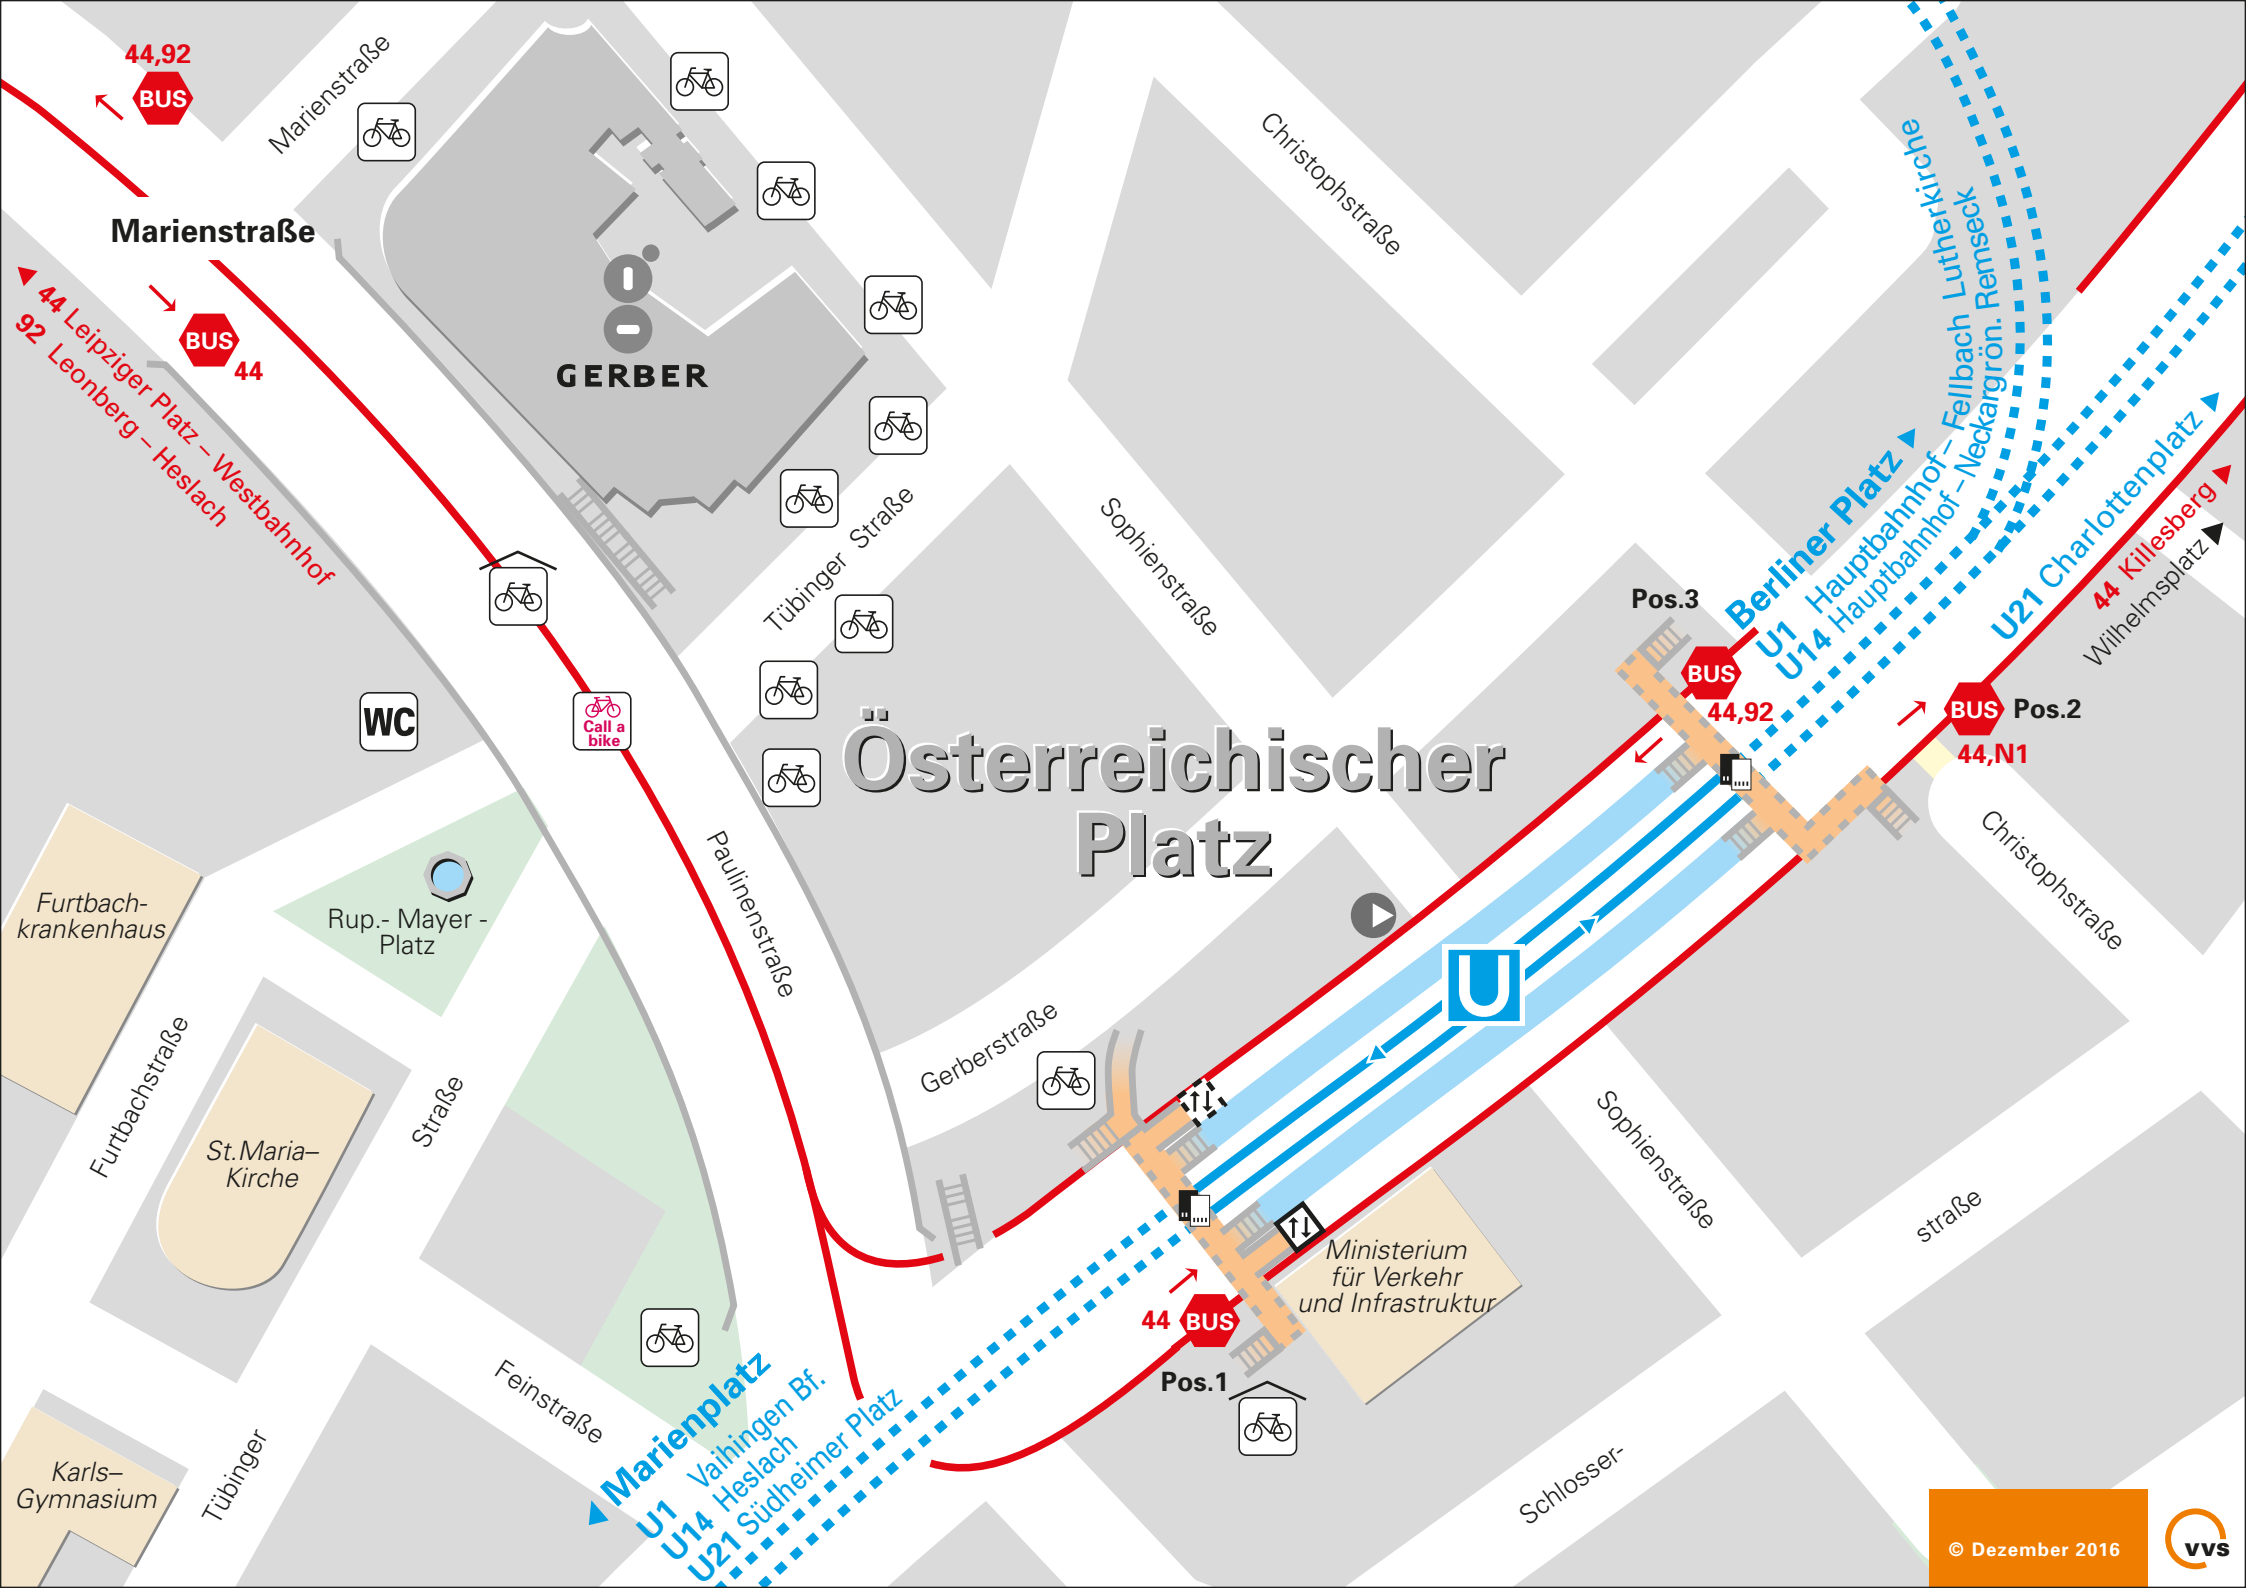 44,92
BUS
Marienstraße
Marienstraße
BUS
44
44 Leipziger Platz – Westbahnhof
92 Leonberg – Heslach
GERBER
Christophstraße
Tübinger Straße
Sophienstraße
WC
Call a
bike
Österreichischer
Platz
Pos.3
BUS
44,92
Berliner Platz
U1 Hauptbahnhof – Fellbach Lutherkirche
U14 Hauptbahnhof – Neckargrön. Remseck
U21 Charlottenplatz
44 Killesberg
Wilhelmsplatz
BUS
Pos.2
44,N1
Christophstraße
Furtbach-
krankenhaus
Rup.- Mayer -
Platz
Paulinenstraße
U
Gerberstraße
Furtbachstraße
St.Maria–
Kirche
Straße
Sophienstraße
straße
Ministerium
für Verkehr
und Infrastruktur
44
BUS
Pos.1
Feinstraße
Marienplatz
U1 Vaihingen Bf.
U14 Heslach
U21 Südheimer Platz
Karls–
Gymnasium
Tübinger
Schlosser-
© Dezember 2016
vvs